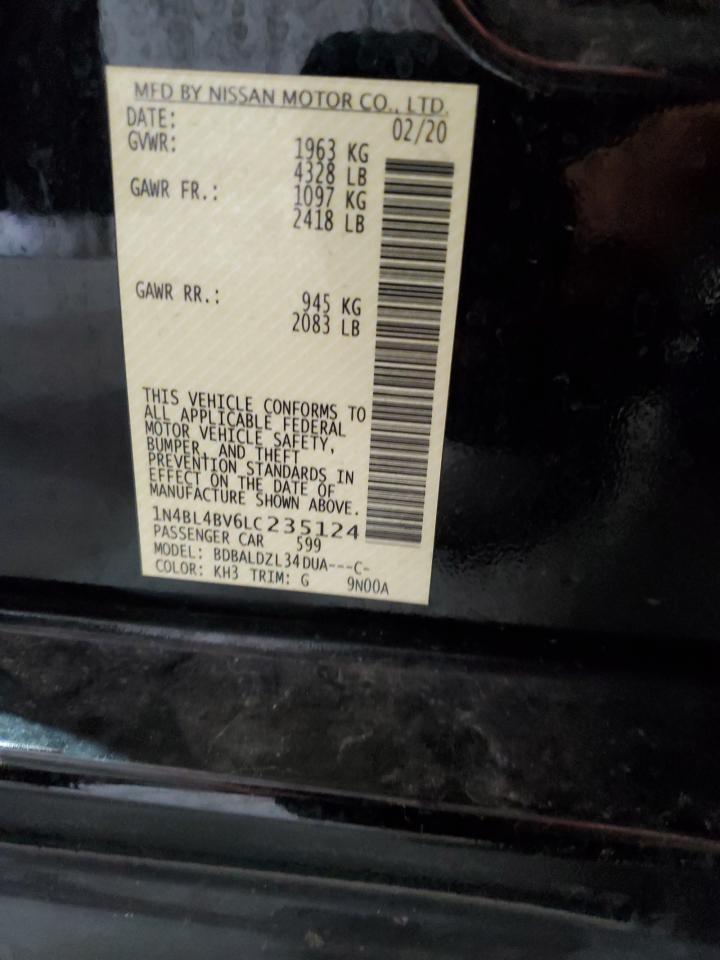 MFD BY NISSAN MOTOR CO., LTD.
DATE: 02/20
GVWR: 1963 KG
4328 LB
GAWR FR.: 1097 KG
2418 LB
GAWR RR.: 945 KG
2083 LB
THIS VEHICLE CONFORMS TO
ALL APPLICABLE FEDERAL
MOTOR VEHICLE SAFETY,
BUMPER, AND THEFT
PREVENTION STANDARDS IN
EFFECT ON THE DATE OF
MANUFACTURE SHOWN ABOVE.
1N4BL4BV6LC235124
PASSENGER CAR 599
MODEL: BDBALDZL34DUA---C-
COLOR: KH3 TRIM: G 9N00A